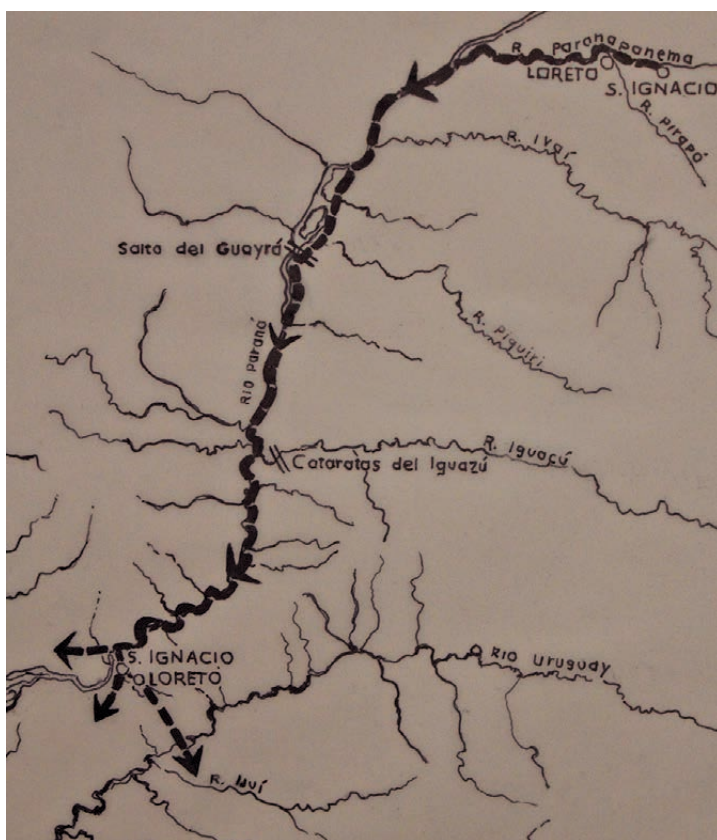 R. Paranapanema
LORETO
S. IGNACIO
R. Pirapó
R. Ivaí
Salto del Guayrá
R. Piquiri
Rio Paraná
R. Iguaçú
Cataratas del Iguazú
S. IGNACIO
LORETO
RIO Uruguay
R. Ijuí